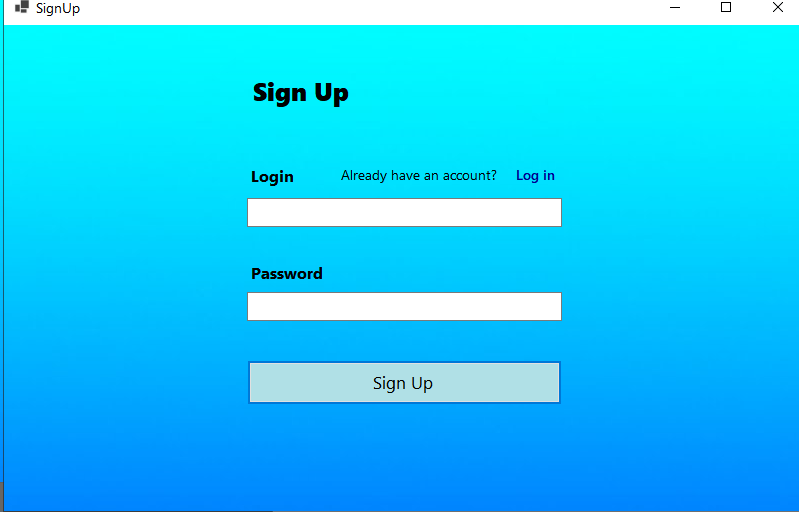 SignUp
Sign Up
Login Already have an account? Log in
Password
Sign Up